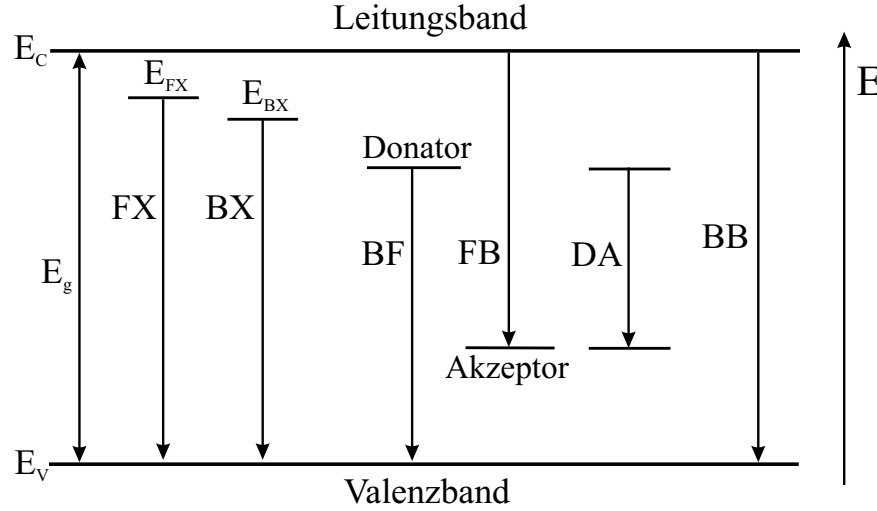 Leitungsband
E_C
E_FX
E_BX
E
Donator
FX
BX
BF
FB
DA
BB
E_g
Akzeptor
E_V
Valenzband